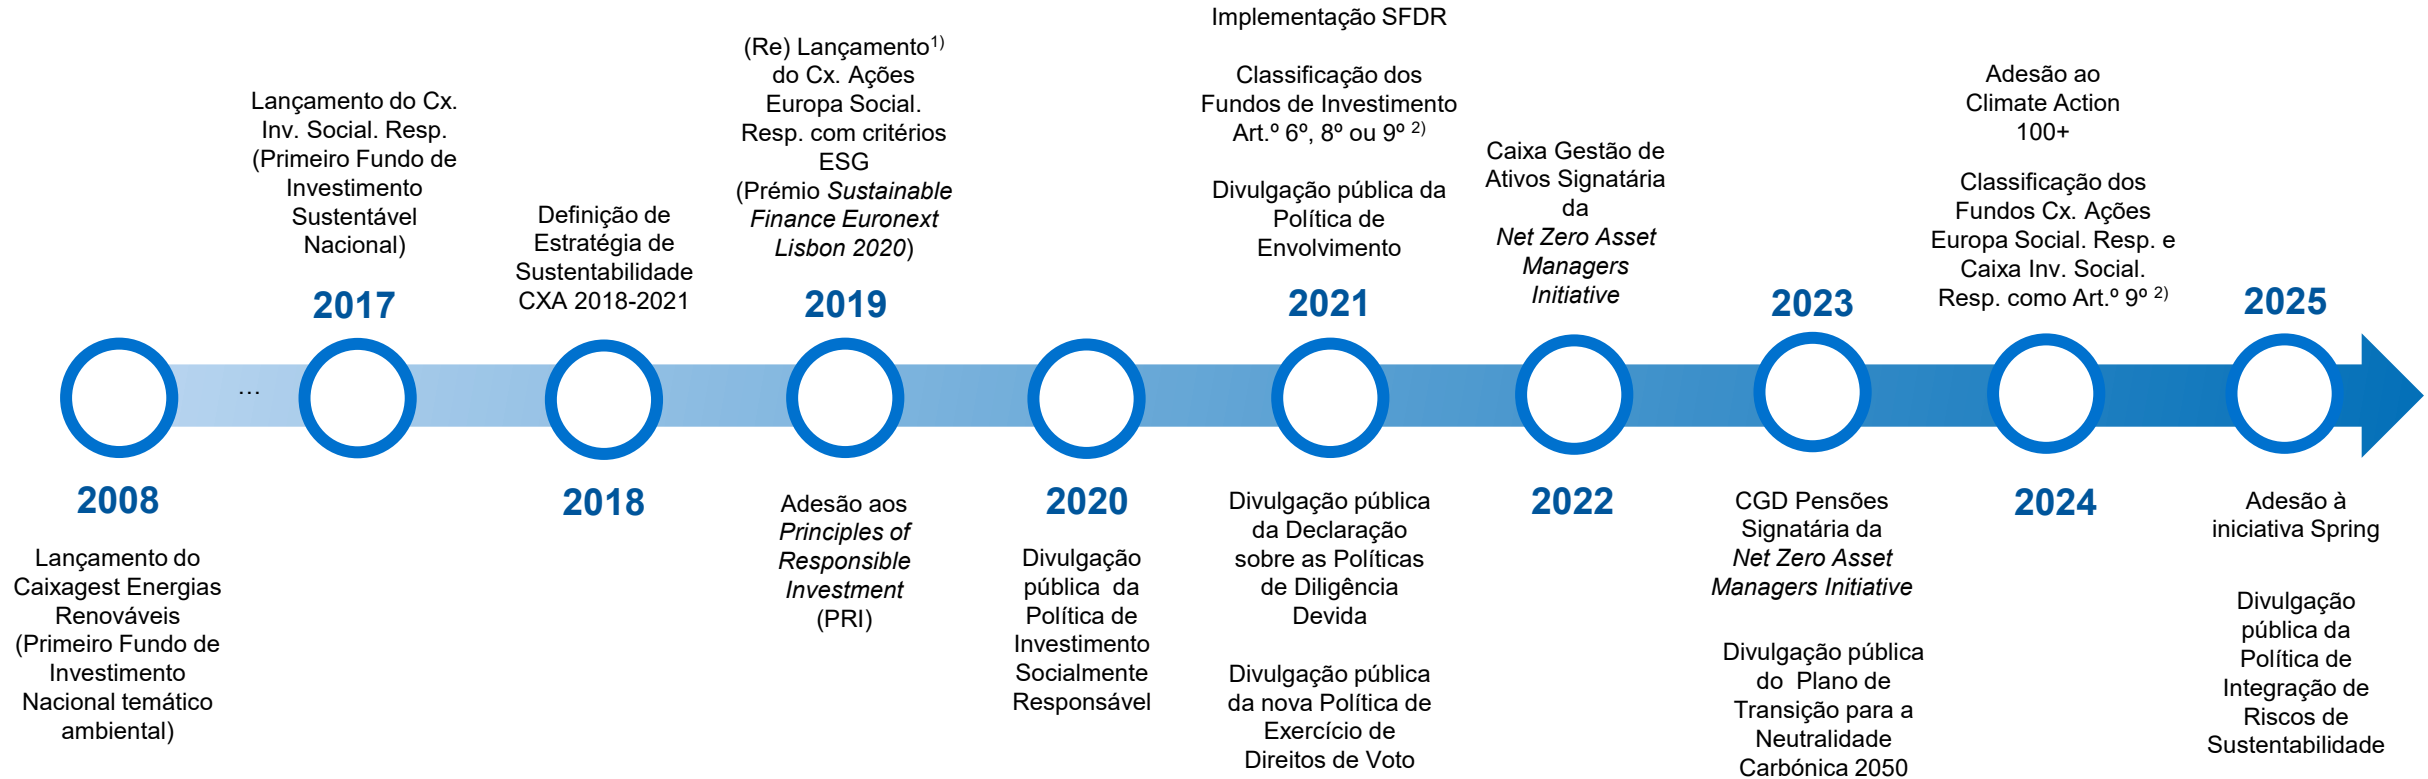 2008
Lançamento do
Caixagest Energias
Renováveis
(Primeiro Fundo de
Investimento
Nacional temático
ambiental)
...
Lançamento do Cx.
Inv. Social. Resp.
(Primeiro Fundo de
Investimento
Sustentável
Nacional)
2017
Definição de
Estratégia de
Sustentabilidade
CXA 2018-2021
2018
(Re) Lançamento1)
do Cx. Ações
Europa Social.
Resp. com critérios
ESG
(Prémio Sustainable
Finance Euronext
Lisbon 2020)
2019
Adesão aos
Principles of
Responsible
Investment
(PRI)
2020
Divulgação
pública da
Política de
Investimento
Socialmente
Responsável
Implementação SFDR
Classificação dos
Fundos de Investimento
Art.º 6º, 8º ou 9º 2)
Divulgação pública da
Política de
Envolvimento
2021
Divulgação pública
da Declaração
sobre as Políticas
de Diligência
Devida
Divulgação pública
da nova Política de
Exercício de
Direitos de Voto
Caixa Gestão de
Ativos Signatária
da
Net Zero Asset
Managers
Initiative
2022
2023
CGD Pensões
Signatária da
Net Zero Asset
Managers Initiative
Divulgação pública
do Plano de
Transição para a
Neutralidade
Carbónica 2050
Adesão ao
Climate Action
100+
Classificação dos
Fundos Cx. Ações
Europa Social. Resp. e
Caixa Inv. Social.
Resp. como Art.º 9º 2)
2024
2025
Adesão à
iniciativa Spring
Divulgação
pública da
Política de
Integração de
Riscos de
Sustentabilidade